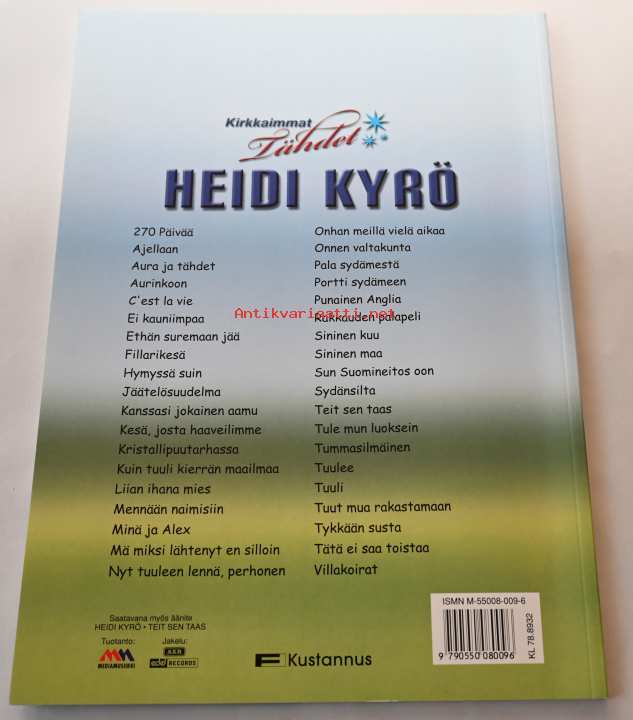 Kirkkaimmat
Tähdet
HEIDI KYRÖ
270 Päivää
Ajellaan
Aura ja tähdet
Aurinkoon
C'est la vie
Ei kauniimpaa
Ethän suremaan jää
Fillarikesä
Hymyssä suin
Jäätelösuudelma
Kanssasi jokainen aamu
Kesä, josta haaveilimme
Kristallipuutarhassa
Kuin tuuli kierrän maailmaa
Liian ihana mies
Mennään naimisiin
Minä ja Alex
Mä miksi lähtenyt en silloin
Nyt tuuleen lennä, perhonen
Onhan meillä vielä aikaa
Onnen valtakunta
Pala sydämestä
Portti sydämeen
Punainen Anglia
Rakkauden palapeli
Sininen kuu
Sininen maa
Sun Suomineitos oon
Sydänsilta
Teit sen taas
Tule mun luoksein
Tummasilmäinen
Tuulee
Tuuli
Tuut mua rakastamaan
Tykkään susta
Tätä ei saa toistaa
Villakoirat
Antikvariaatti.net
Saatavana myös äänite
HEIDI KYRÖ • TEIT SEN TAAS
Tuotanto:
MEDIAMUSIIKKI
Jakelu:
AXR
edel RECORDS
F Kustannus
ISMN M-55008-009-6
9 790550 080096
KL 78.8932